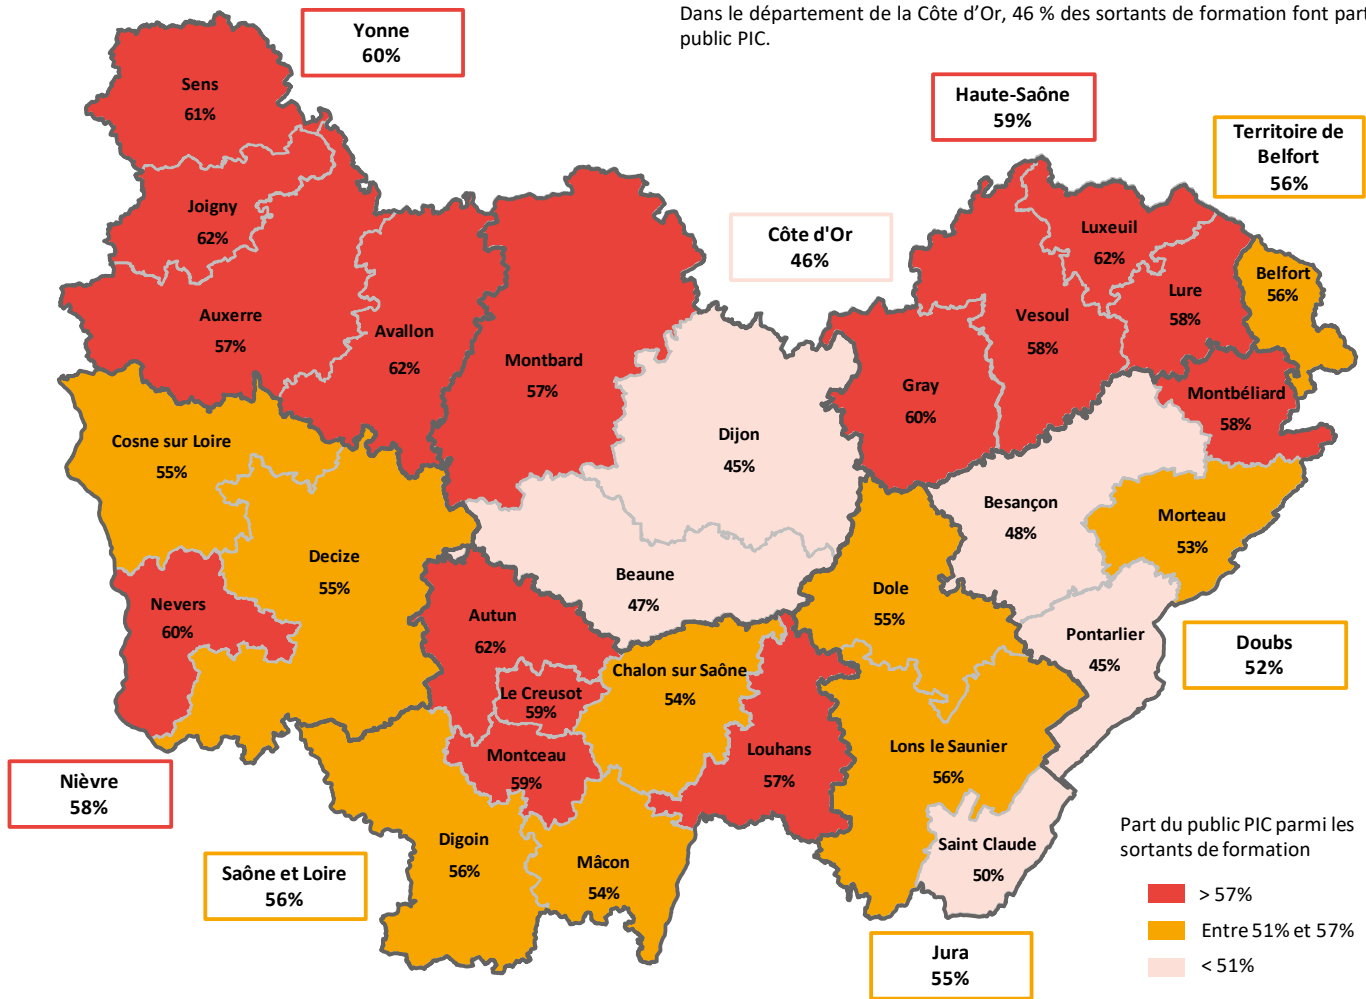 Dans le département de la Côte d'Or, 46 % des sortants de formation font part
public PIC.
Yonne
60%
Sens
61%
Haute-Saône
59%
Territoire de
Belfort
56%
Joigny
62%
Côte d'Or
46%
Luxeuil
62%
Belfort
56%
Lure
58%
Auxerre
57%
Avallon
62%
Vesoul
58%
Montbard
57%
Gray
60%
Montbéliard
58%
Cosne sur Loire
55%
Dijon
45%
Besançon
48%
Morteau
53%
Decize
55%
Beaune
47%
Dole
55%
Nevers
60%
Autun
62%
Pontarlier
45%
Doubs
52%
Chalon sur Saône
54%
Le Creusot
59%
Louhans
57%
Lons le Saunier
56%
Montceau
59%
Nièvre
58%
Digoin
56%
Mâcon
54%
Saint Claude
50%
Saône et Loire
56%
Jura
55%
Part du public PIC parmi les
sortants de formation
> 57%
Entre 51% et 57%
< 51%